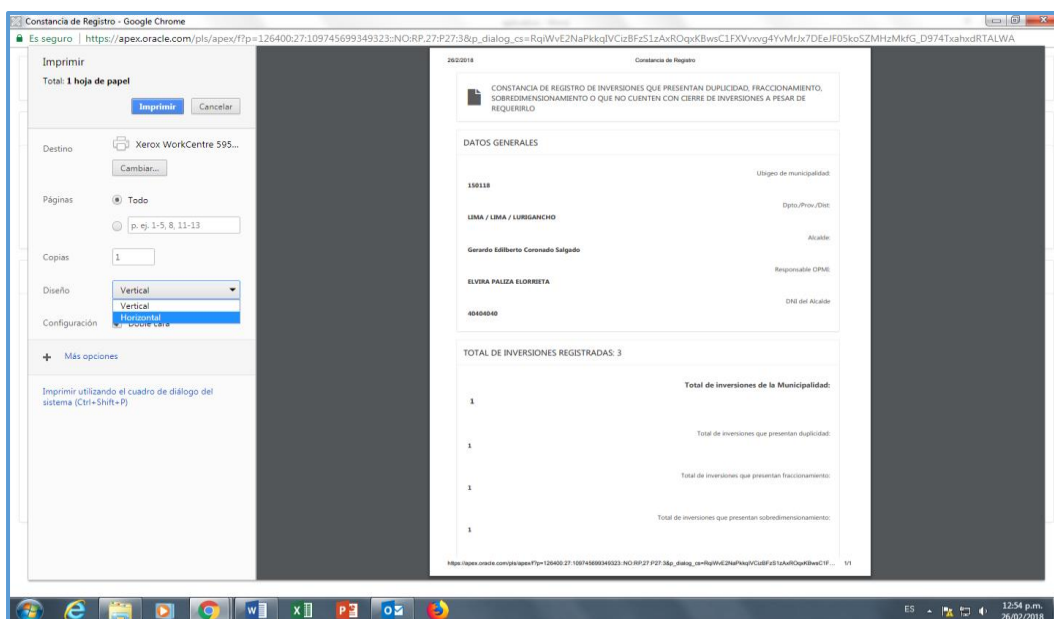 Constancia de Registro - Google Chrome
Es seguro | https://apex.oracle.com/pls/apex/f?p=126400:27:109745699349323::NO:RP,27:P27:3&p_dialog_cs=
Imprimir
Total: 1 hoja de papel
Imprimir Cancelar
Destino Xerox WorkCentre 595...
Cambiar...
Páginas Todo
p. ej. 1-5, 8, 11-13
Copias 1
Diseño Vertical
Vertical
Horizontal
Configuración Doble cara
+ Más opciones
Imprimir utilizando el cuadro de diálogo del
sistema (Ctrl+Shift+P)
26/2/2018 Constancia de Registro
CONSTANCIA DE REGISTRO DE INVERSIONES QUE PRESENTAN DUPLICIDAD, FRACCIONAMIENTO,
SOBREDIMENSIONAMIENTO O QUE NO CUENTEN CON CIERRE DE INVERSIONES A PESAR DE
REQUERIRLO
DATOS GENERALES
Ubigeo de municipalidad:
150118
Dpto./Prov./Dist:
LIMA / LIMA / LURIGANCHO
Alcalde:
Gerardo Edilberto Coronado Salgado
Responsable OPMI:
ELVIRA PALIZA ELORRIETA
DNI del Alcalde
40404040
TOTAL DE INVERSIONES REGISTRADAS: 3
Total de inversiones de la Municipalidad:
1
Total de inversiones que presentan duplicidad:
1
Total de inversiones que presentan fraccionamiento:
1
Total de inversiones que presentan sobredimensionamiento:
1
1/1
ES 12:54 p.m.
26/02/2018